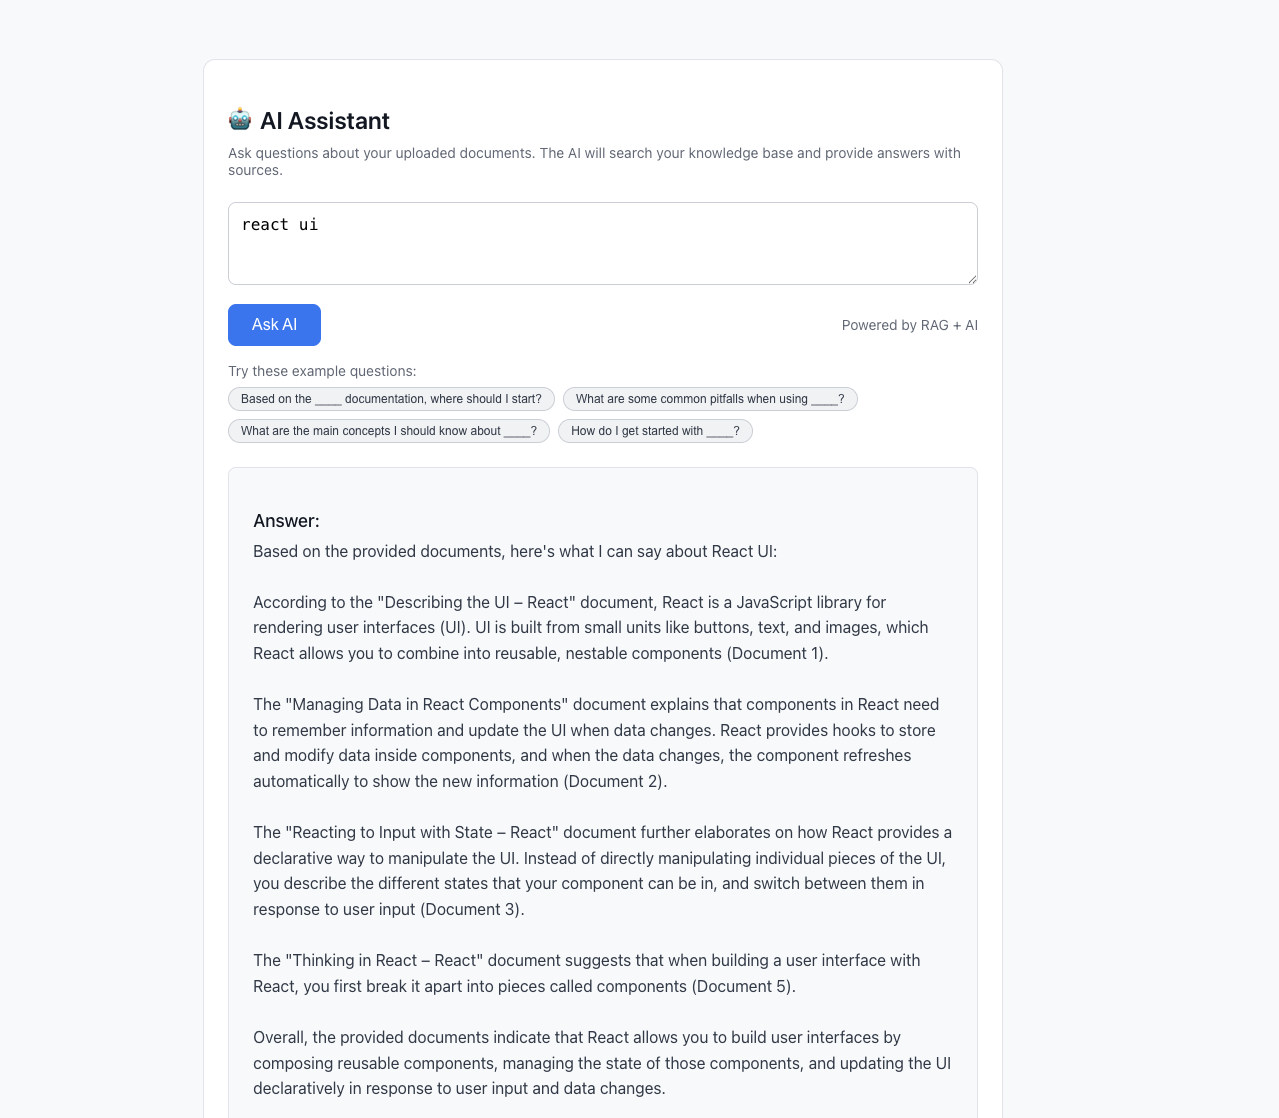 AI Assistant
Ask questions about your uploaded documents. The AI will search your knowledge base and provide answers with
sources.
react ui
Ask AI
Powered by RAG + AI
Try these example questions:
Based on the ____ documentation, where should I start?
What are some common pitfalls when using ____?
What are the main concepts I should know about ____?
How do I get started with ____?
Answer:
Based on the provided documents, here's what I can say about React UI:
According to the "Describing the UI – React" document, React is a JavaScript library for
rendering user interfaces (UI). UI is built from small units like buttons, text, and images, which
React allows you to combine into reusable, nestable components (Document 1).
The "Managing Data in React Components" document explains that components in React need
to remember information and update the UI when data changes. React provides hooks to store
and modify data inside components, and when the data changes, the component refreshes
automatically to show the new information (Document 2).
The "Reacting to Input with State – React" document further elaborates on how React provides a
declarative way to manipulate the UI. Instead of directly manipulating individual pieces of the UI,
you describe the different states that your component can be in, and switch between them in
response to user input (Document 3).
The "Thinking in React – React" document suggests that when building a user interface with
React, you first break it apart into pieces called components (Document 5).
Overall, the provided documents indicate that React allows you to build user interfaces by
composing reusable components, managing the state of those components, and updating the UI
declaratively in response to user input and data changes.